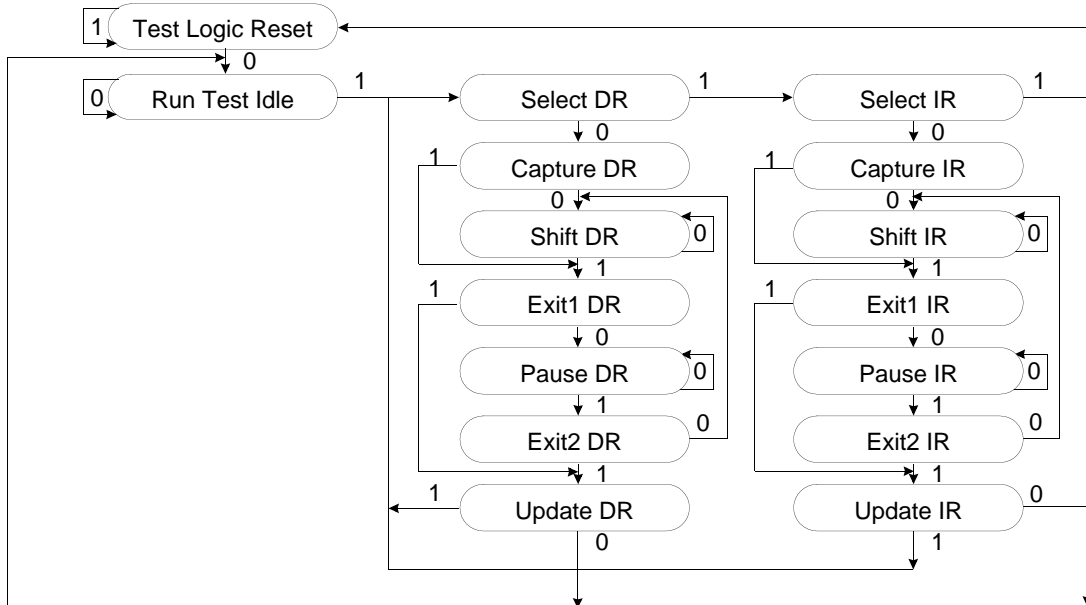 1
Test Logic Reset
0
0
Run Test Idle
1
Select DR
1
Select IR
1
0
0
1
Capture DR
1
Capture IR
0
0
Shift DR
0
Shift IR
0
1
1
1
Exit1 DR
1
Exit1 IR
0
0
Pause DR
0
Pause IR
0
1
1
Exit2 DR
0
Exit2 IR
0
1
1
1
Update DR
Update IR
0
0
1